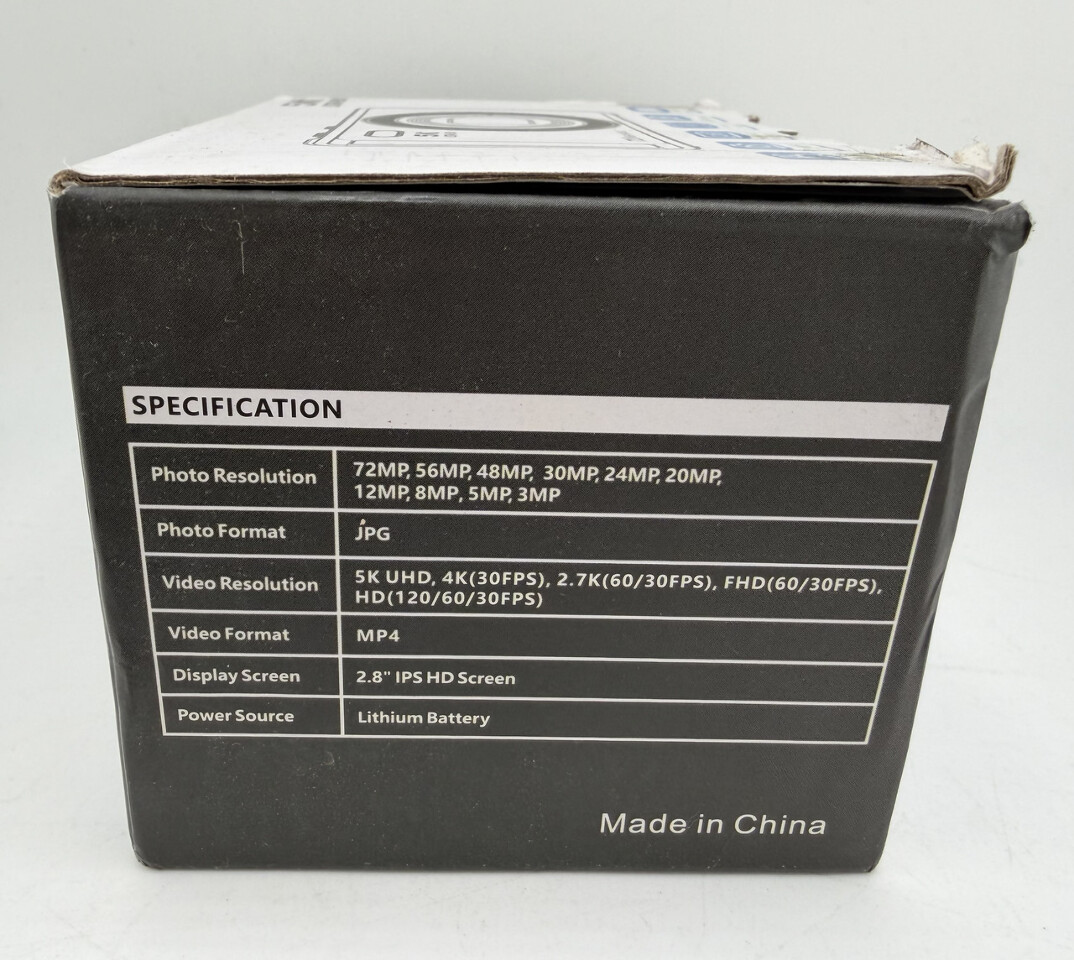 SPECIFICATION
Photo Resolution
72MP, 56MP, 48MP, 30MP, 24MP, 20MP,
12MP, 8MP, 5MP, 3MP
Photo Format
jPG
Video Resolution
5K UHD, 4K(30FPS), 2.7K(60/30FPS), FHD(60/30FPS),
HD(120/60/30FPS)
Video Format
MP4
Display Screen
2.8" IPS HD Screen
Power Source
Lithium Battery
Made in China